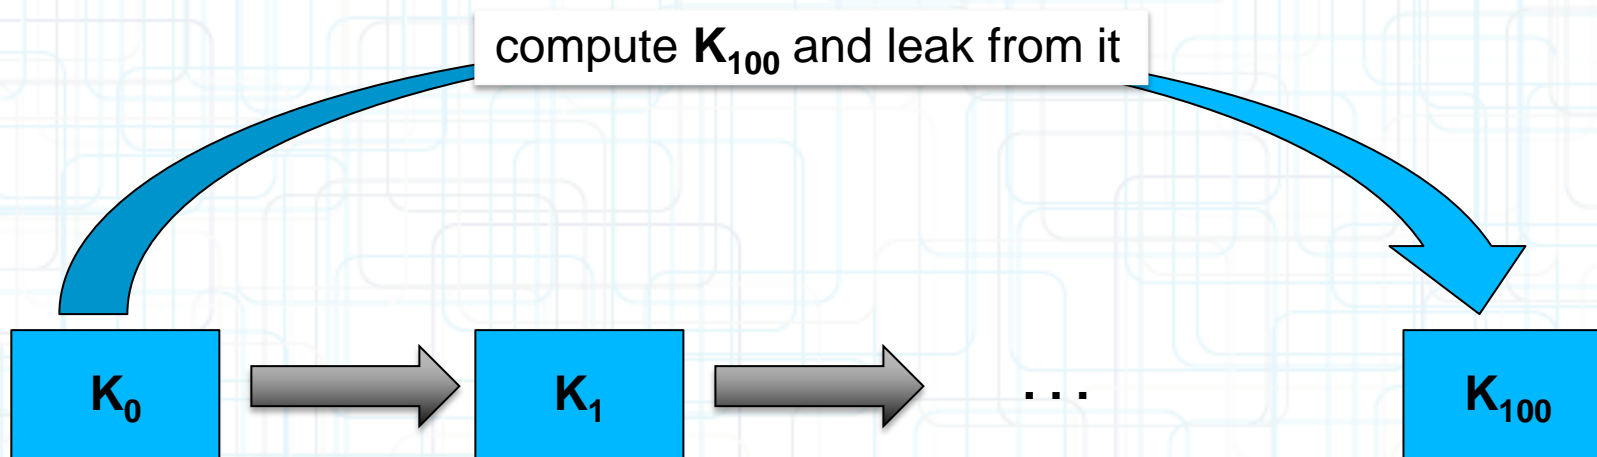 compute K₁₀₀ and leak from it
K₀ K₁ ... K₁₀₀